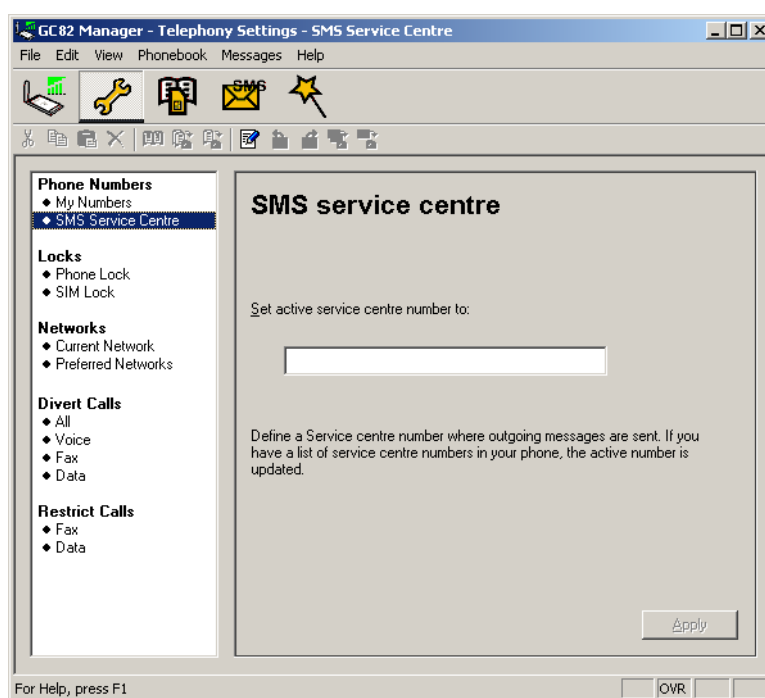 GC82 Manager - Telephony Settings - SMS Service Centre
File Edit View Phonebook Messages Help
SMS
Phone Numbers
My Numbers
SMS Service Centre
Locks
Phone Lock
SIM Lock
Networks
Current Network
Preferred Networks
Divert Calls
All
Voice
Fax
Data
Restrict Calls
Fax
Data
SMS service centre
Set active service centre number to:
Define a Service centre number where outgoing messages are sent. If you
have a list of service centre numbers in your phone, the active number is
updated.
Apply
For Help, press F1
OVR